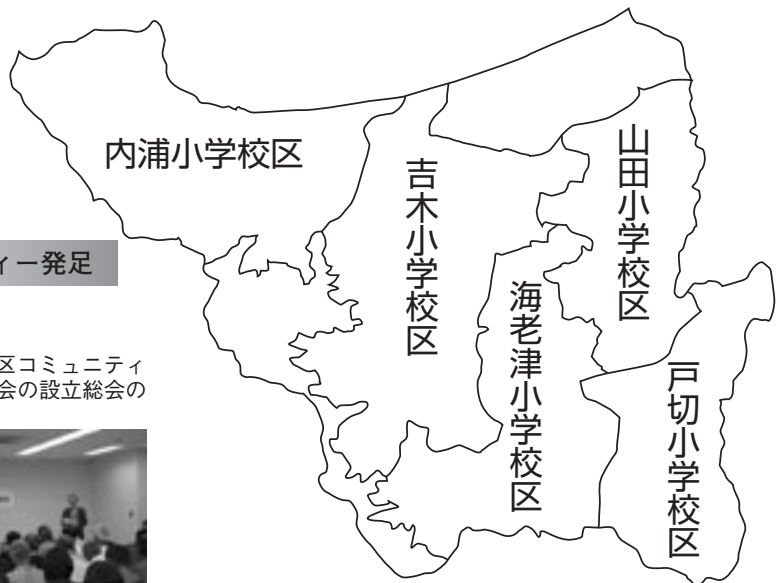 内浦小学校区
吉木小学校区
山田小学校区
海老津小学校区
戸切小学校区
ィー発足
区コミュニティ
会の設立総会の